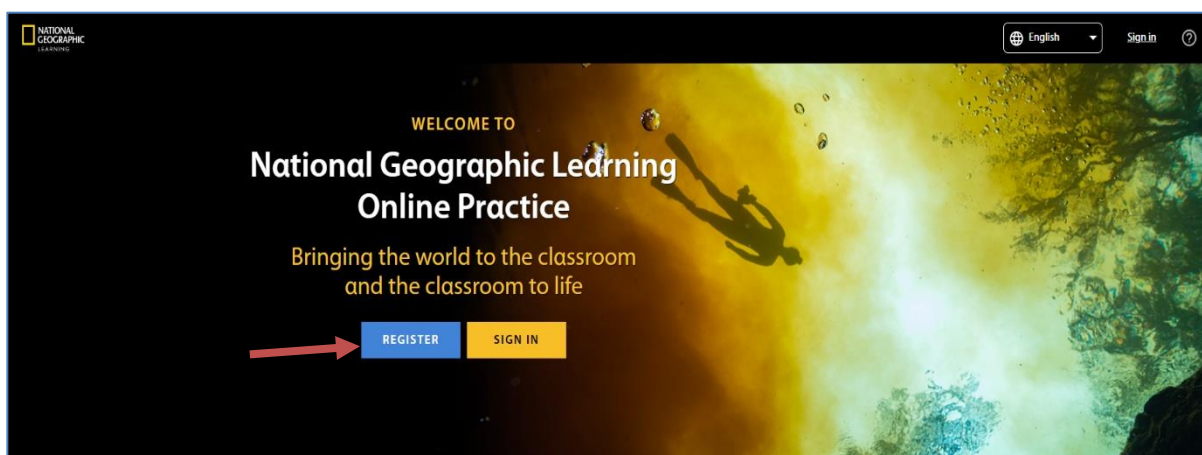 NATIONAL
GEOGRAPHIC
LEARNING
English
Sign in
?
WELCOME TO
National Geographic Learning
Online Practice
Bringing the world to the classroom
and the classroom to life
REGISTER
SIGN IN